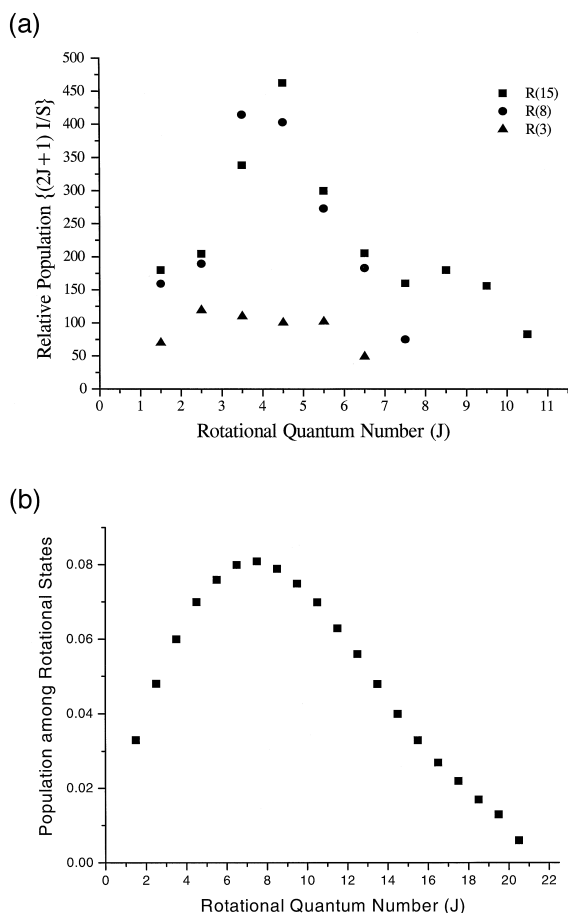 (a)
500
450
400
350
300
250
200
150
100
50
0
Relative Population {(2J+1) I/S}
R(15)
R(8)
R(3)
0 1 2 3 4 5 6 7 8 9 10 11
Rotational Quantum Number (J)
(b)
0.08
0.06
0.04
0.02
0.00
Population among Rotational States
0 2 4 6 8 10 12 14 16 18 20 22
Rotational Quantum Number (J)